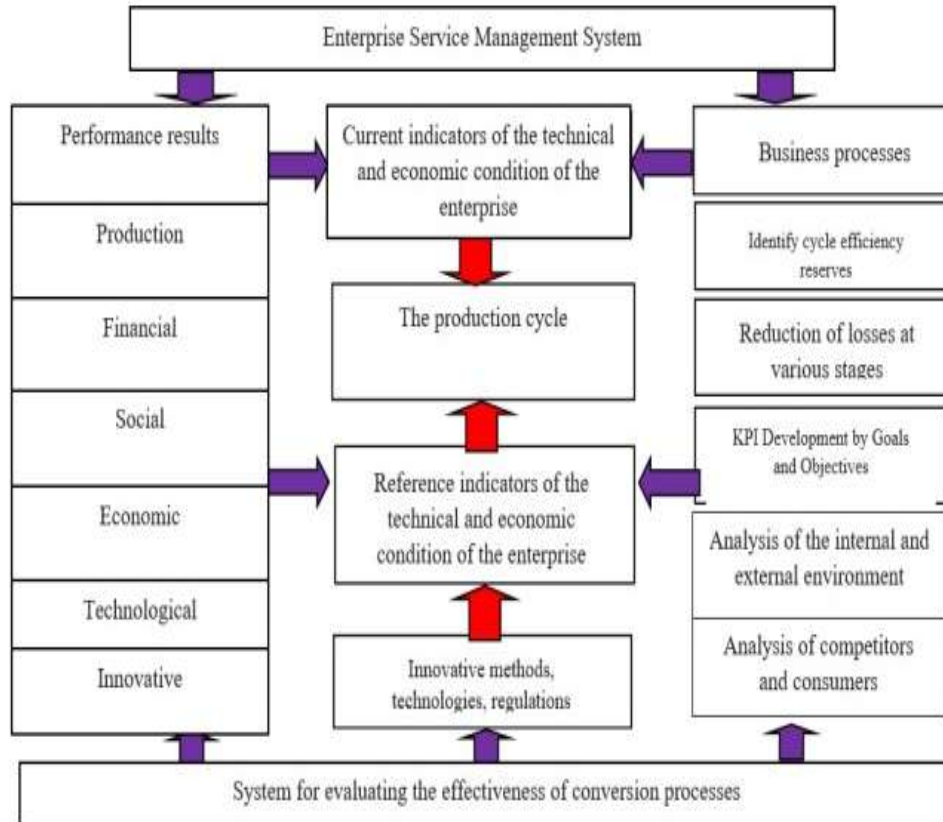 Enterprise Service Management System
Performance results
Production
Financial
Social
Economic
Technological
Innovative
Current indicators of the technical
and economic condition of the
enterprise
The production cycle
Reference indicators of the
technical and economic
condition of the enterprise
Innovative methods,
technologies, regulations
Business processes
Identify cycle efficiency
reserves
Reduction of losses at
various stages
KPI Development by Goals
and Objectives
Analysis of the internal and
external environment
Analysis of competitors
and consumers
System for evaluating the effectiveness of conversion processes